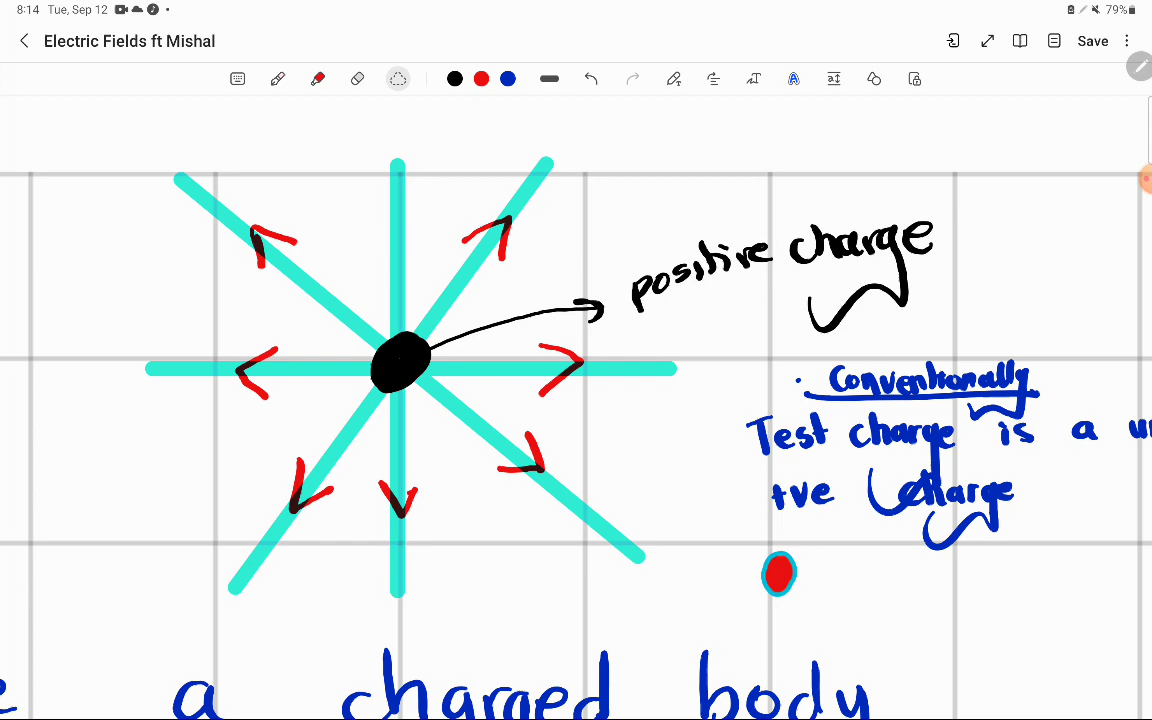 8:14 Tue, Sep 12 79%
Electric Fields ft Mishal Save
positive charge
· Conventionally
Test charge is a
+ve charge
a charged body